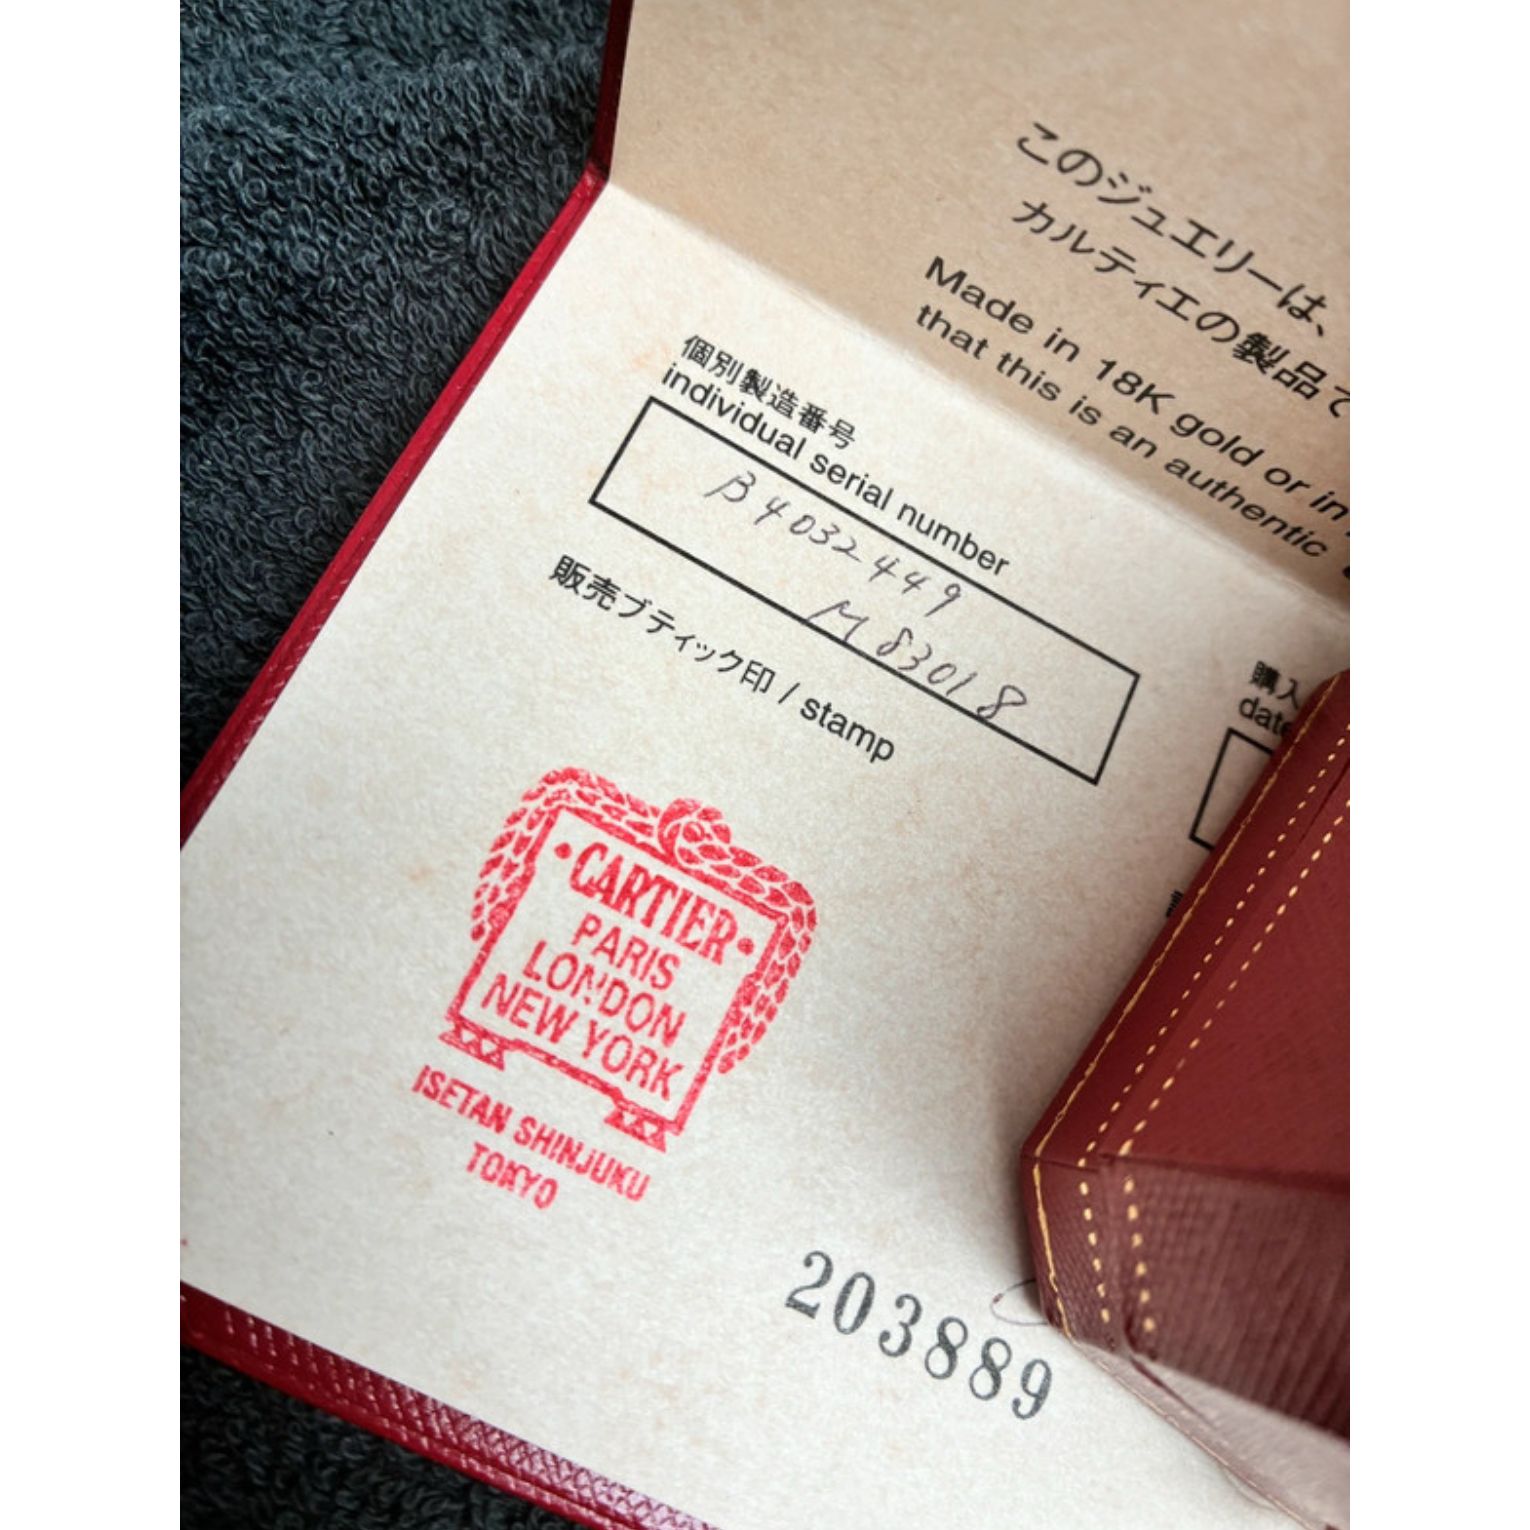 このジュエリーは、
カルティエの製品で
Made in 18K gold or in
that this is an authentic
個別製造番号
individual serial number
B4032449
M83018
販売ブティック印 / stamp
購入
date
• CARTIER •
PARIS
LONDON
NEW YORK
ISETAN SHINJUKU
TOKYO
203889